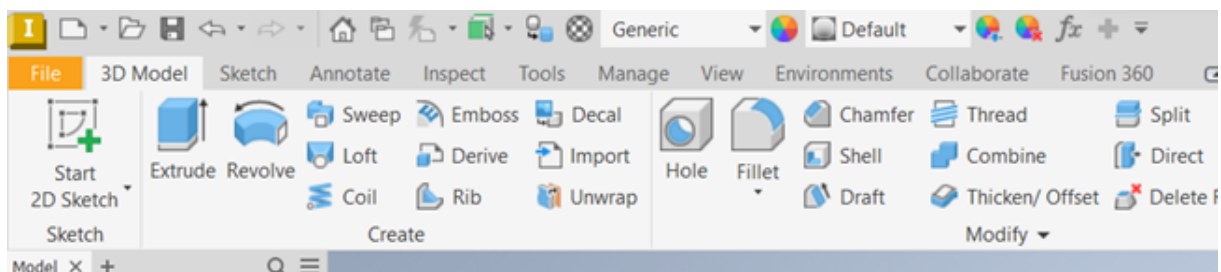 I Generic Default fx
File 3D Model Sketch Annotate Inspect Tools Manage View Environments Collaborate Fusion 360
Sweep Emboss Decal Chamfer Thread Split
Extrude Revolve Loft Derive Import Hole Fillet Shell Combine Direct
Start
2D Sketch Coil Rib Unwrap Draft Thicken/ Offset Delete
Sketch Create Modify
Model